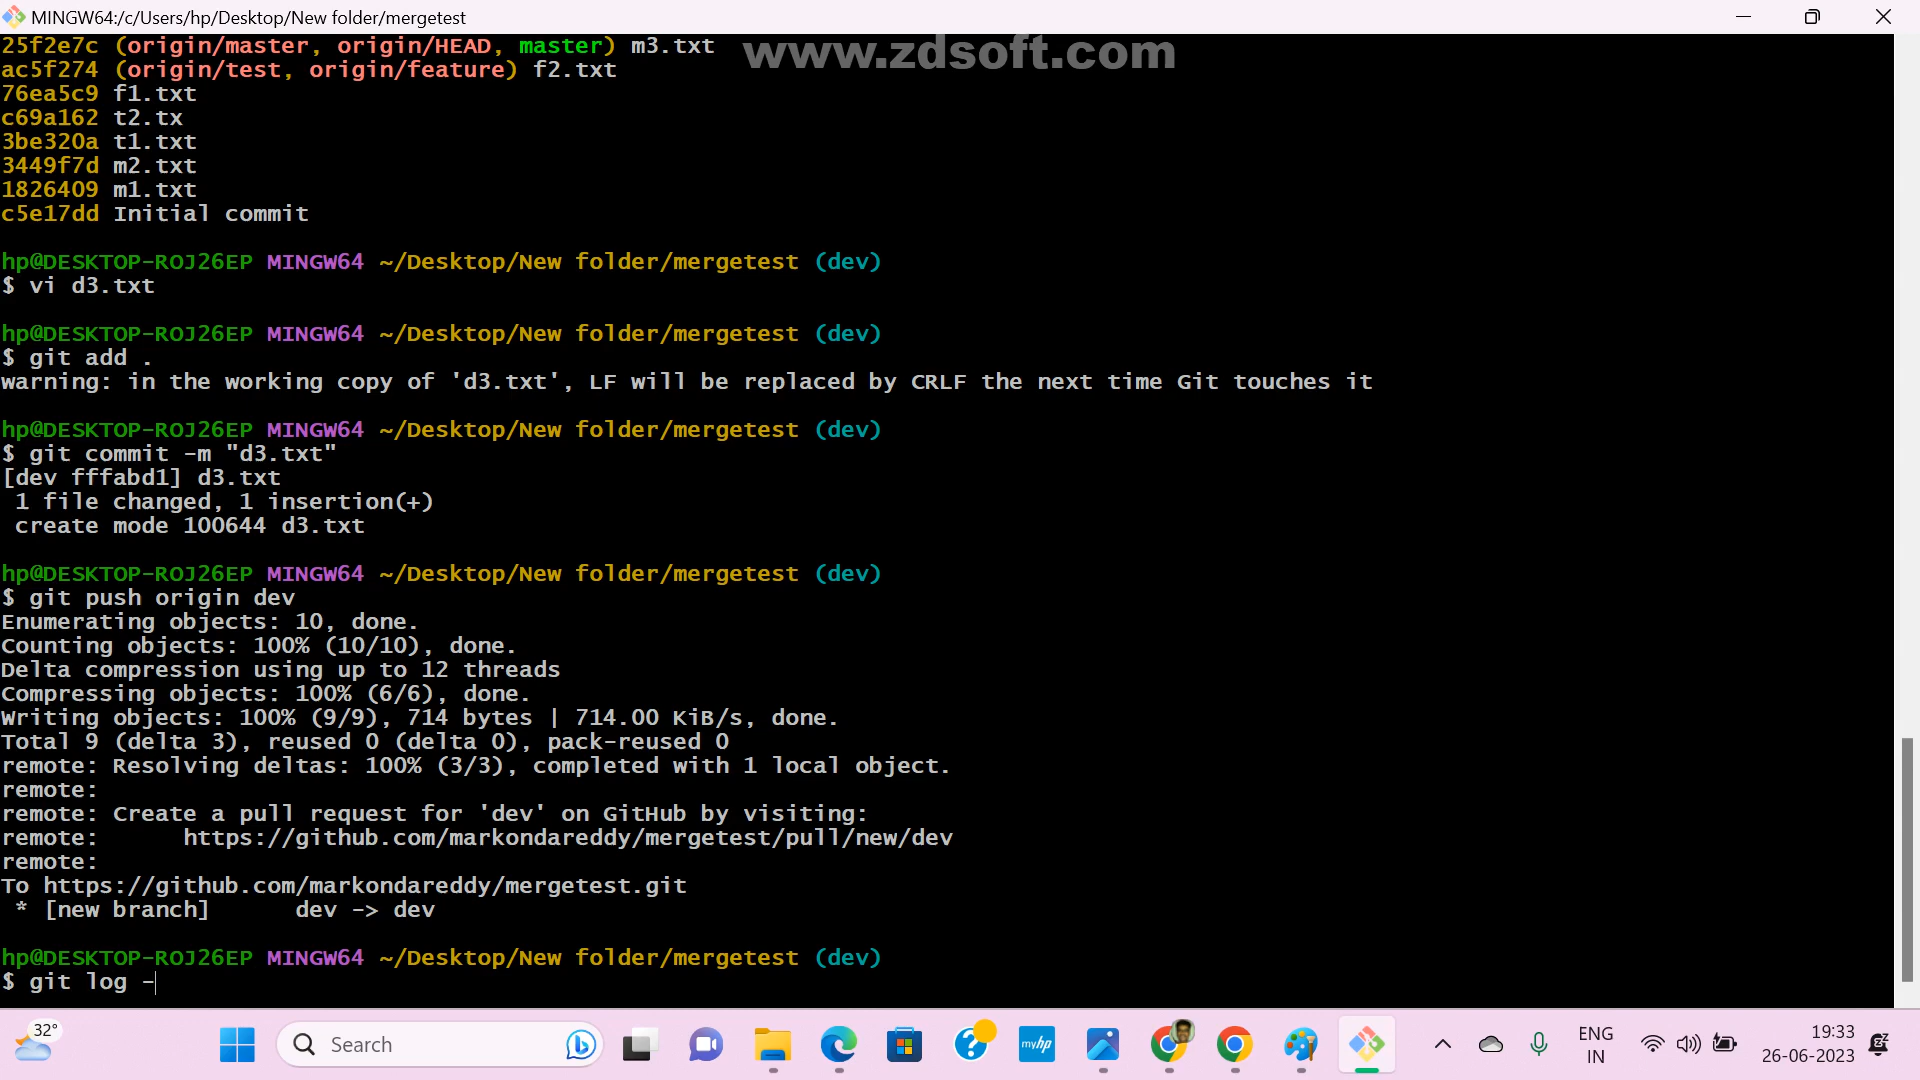 MINGW64:/c/Users/hp/Desktop/New folder/mergetest
www.zdsoft.com
25f2e7c (origin/master, origin/HEAD, master) m3.txt
ac5f274 (origin/test, origin/feature) f2.txt
76ea5c9 f1.txt
c69a162 t2.tx
3be320a t1.txt
3449f7d m2.txt
1826409 m1.txt
c5e17dd Initial commit
hp@DESKTOP-ROJ26EP MINGW64 ~/Desktop/New folder/mergetest (dev)
$ vi d3.txt
hp@DESKTOP-ROJ26EP MINGW64 ~/Desktop/New folder/mergetest (dev)
$ git add .
warning: in the working copy of 'd3.txt', LF will be replaced by CRLF the next time Git touches it
hp@DESKTOP-ROJ26EP MINGW64 ~/Desktop/New folder/mergetest (dev)
$ git commit -m "d3.txt"
[dev fffabd1] d3.txt
1 file changed, 1 insertion(+)
create mode 100644 d3.txt
hp@DESKTOP-ROJ26EP MINGW64 ~/Desktop/New folder/mergetest (dev)
$ git push origin dev
Enumerating objects: 10, done.
Counting objects: 100% (10/10), done.
Delta compression using up to 12 threads
Compressing objects: 100% (6/6), done.
Writing objects: 100% (9/9), 714 bytes | 714.00 KiB/s, done.
Total 9 (delta 3), reused 0 (delta 0), pack-reused 0
remote: Resolving deltas: 100% (3/3), completed with 1 local object.
remote:
remote: Create a pull request for 'dev' on GitHub by visiting:
remote:      https://github.com/markondareddy/mergetest/pull/new/dev
remote:
To https://github.com/markondareddy/mergetest.git
* [new branch]      dev -> dev
hp@DESKTOP-ROJ26EP MINGW64 ~/Desktop/New folder/mergetest (dev)
$ git log -
32°
Search
myhp
ENG
IN
19:33
26-06-2023